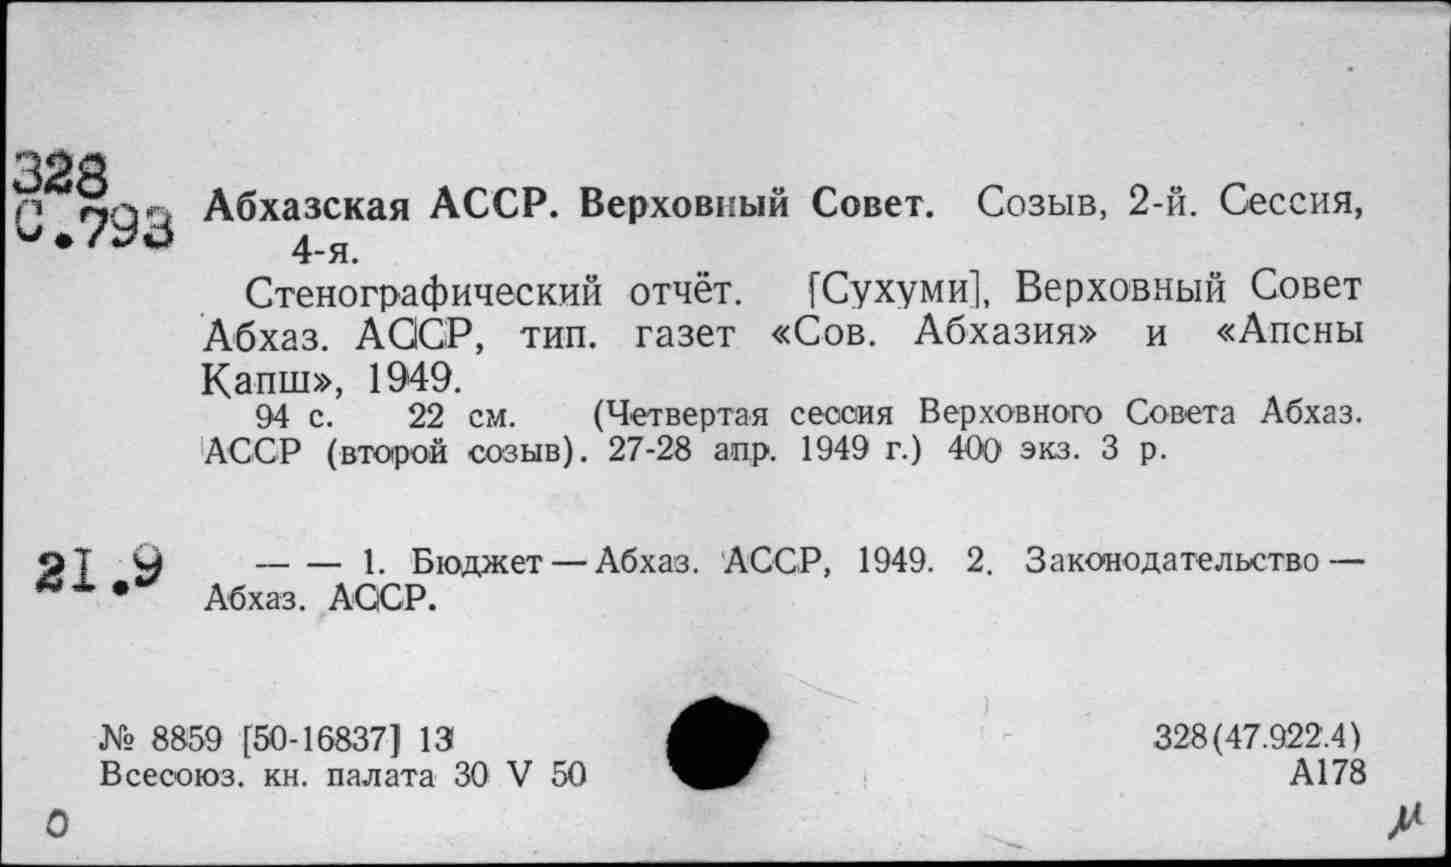 328
С.793
Абхазская АССР. Верховный Совет. Созыв, 2-й. Сессия,
4-я.
Стенографический отчёт. [Сухуми], Верховный Совет
Абхаз. АССР, тип. газет «Сов. Абхазия» и «Апсны
Қапш», 1949.
94 с. 22 см. (Четвертая сессия Верховного Совета Абхаз.
АССР (второй созыв). 27-28 апр. 1949 г.) 400 экз. 3 р.
21.9
— — 1. Бюджет — Абхаз. АССР, 1949. 2. Законодательство —
Абхаз. АССР.
№ 8859 [50-16837] 13
Всесоюз. кн. палата 30 V 50
328(47.922.4)
А178
О
М